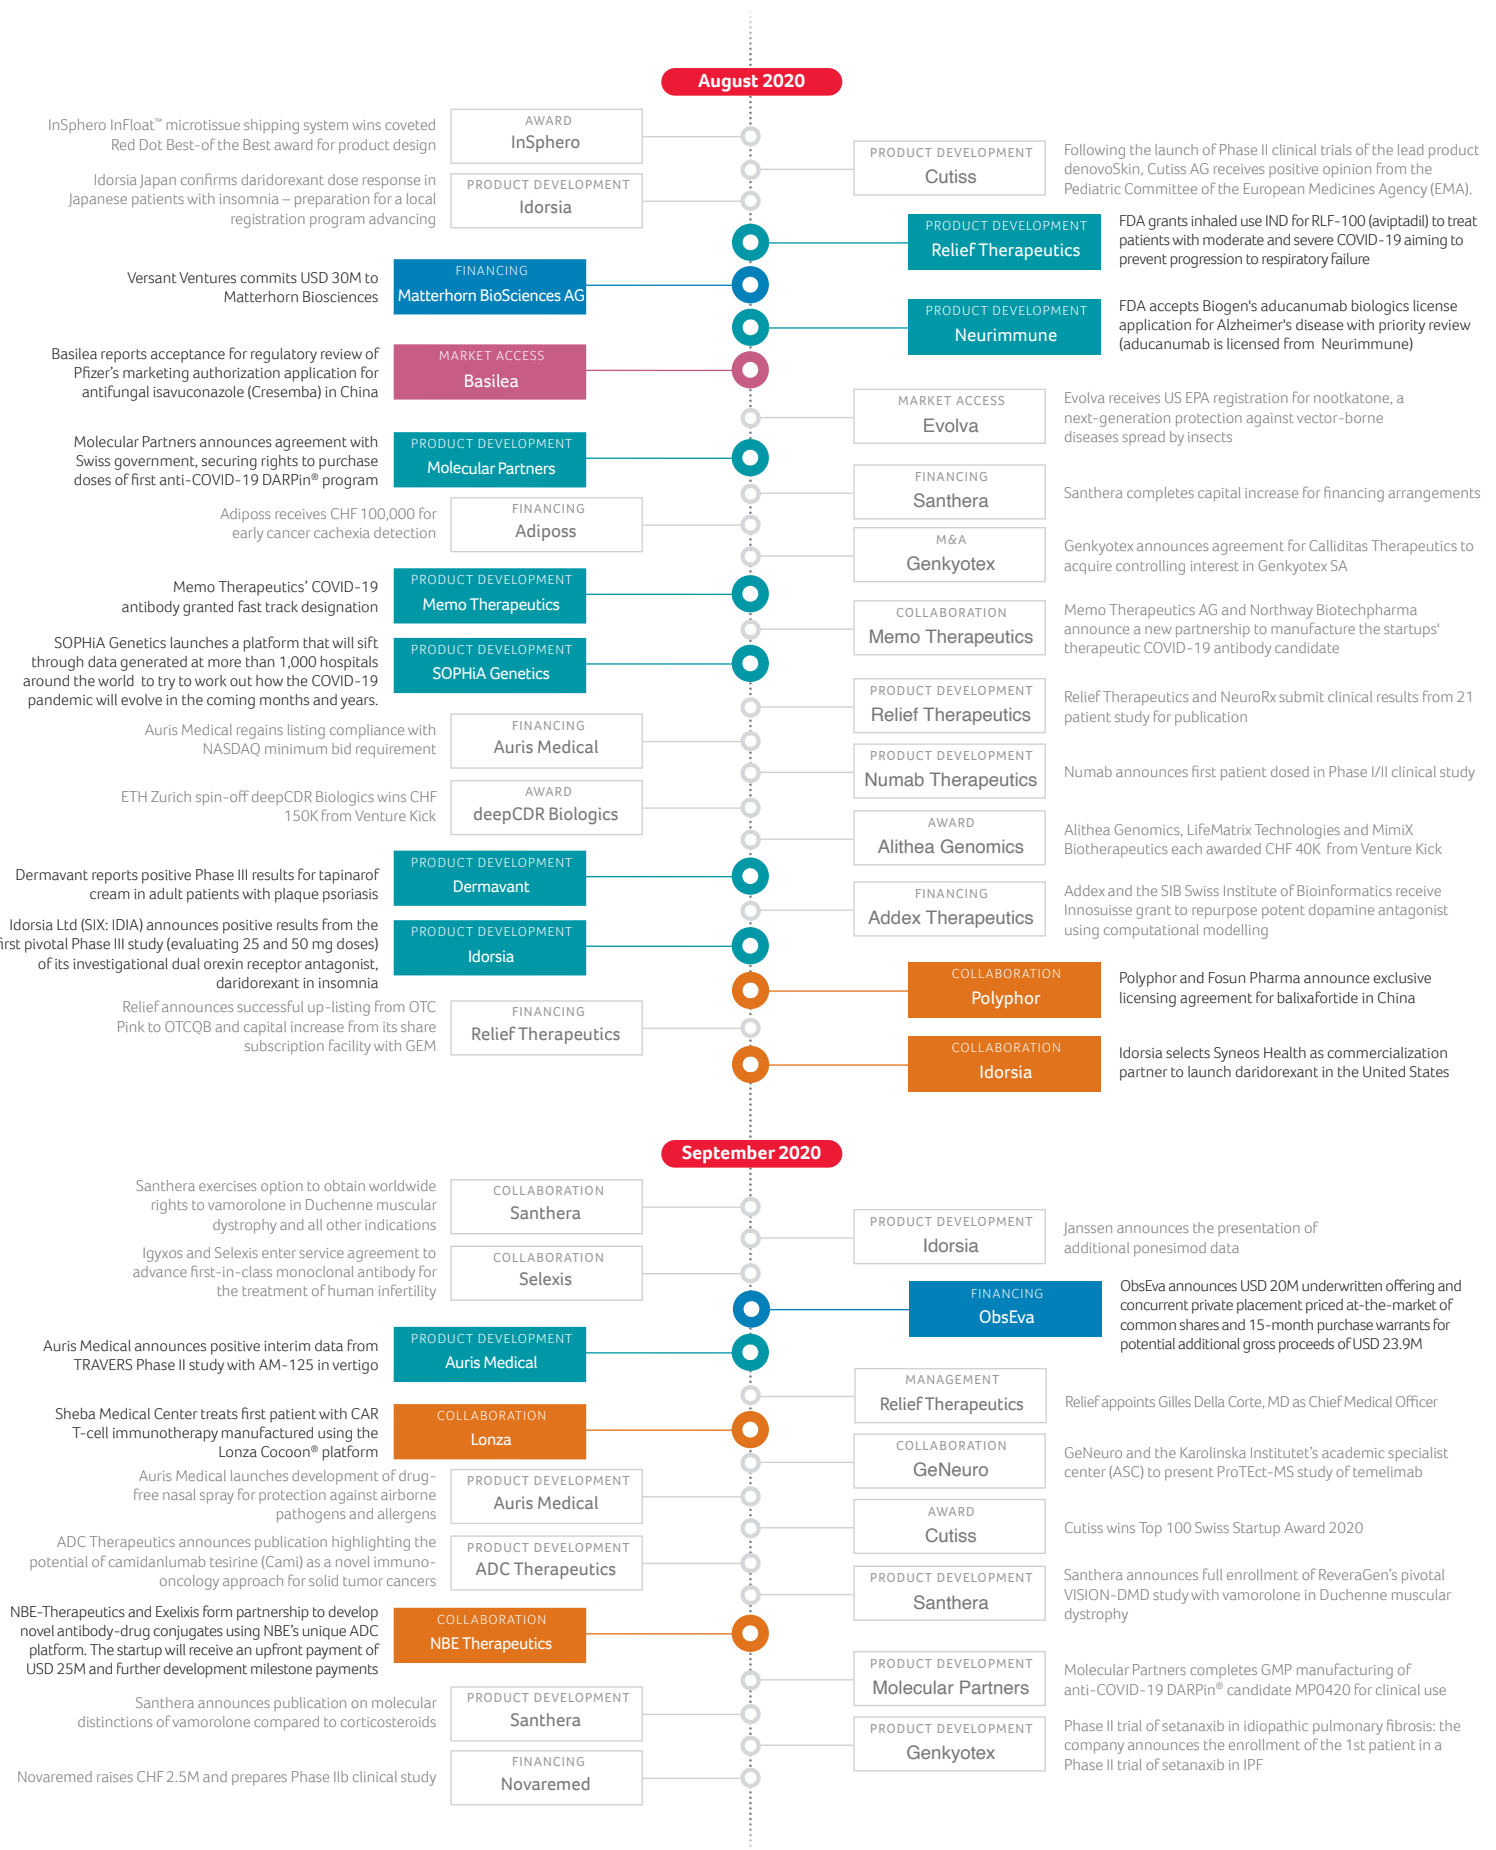 August 2020
InSphero InFloat™ microtissue shipping system wins coveted
Red Dot Best-of the Best award for product design
AWARD
InSphero
PRODUCT DEVELOPMENT
Cutiss
Following the launch of Phase II clinical trials of the lead product
denovoSkin, Cutiss AG receives positive opinion from the
Pediatric Committee of the European Medicines Agency (EMA).
Idorsia Japan confirms daridorexant dose response in
Japanese patients with insomnia – preparation for a local
registration program advancing
PRODUCT DEVELOPMENT
Idorsia
PRODUCT DEVELOPMENT
Relief Therapeutics
FDA grants inhaled use IND for RLF-100 (aviptadil) to treat
patients with moderate and severe COVID-19 aiming to
prevent progression to respiratory failure
Versant Ventures commits USD 30M to
Matterhorn Biosciences
FINANCING
Matterhorn BioSciences AG
PRODUCT DEVELOPMENT
Neurimmune
FDA accepts Biogen's aducanumab biologics license
application for Alzheimer's disease with priority review
(aducanumab is licensed from Neurimmune)
Basilea reports acceptance for regulatory review of
Pfizer's marketing authorization application for
antifungal isavuconazole (Cresemba) in China
MARKET ACCESS
Basilea
MARKET ACCESS
Evolva
Evolva receives US EPA registration for nootkatone, a
next-generation protection against vector-borne
diseases spread by insects
Molecular Partners announces agreement with
Swiss government, securing rights to purchase
doses of first anti-COVID-19 DARPin® program
PRODUCT DEVELOPMENT
Molecular Partners
FINANCING
Santhera
Santhera completes capital increase for financing arrangements
Adiposs receives CHF 100,000 for
early cancer cachexia detection
FINANCING
Adiposs
M&A
Genkyotex
Genkyotex announces agreement for Calliditas Therapeutics to
acquire controlling interest in Genkyotex SA
Memo Therapeutics' COVID-19
antibody granted fast track designation
PRODUCT DEVELOPMENT
Memo Therapeutics
COLLABORATION
Memo Therapeutics
Memo Therapeutics AG and Northway Biotechpharma
announce a new partnership to manufacture the startups'
therapeutic COVID-19 antibody candidate
SOPHiA Genetics launches a platform that will sift
through data generated at more than 1,000 hospitals
around the world to try to work out how the COVID-19
pandemic will evolve in the coming months and years.
PRODUCT DEVELOPMENT
SOPHiA Genetics
PRODUCT DEVELOPMENT
Relief Therapeutics
Relief Therapeutics and NeuroRx submit clinical results from 21
patient study for publication
Auris Medical regains listing compliance with
NASDAQ minimum bid requirement
FINANCING
Auris Medical
PRODUCT DEVELOPMENT
Numab Therapeutics
Numab announces first patient dosed in Phase I/II clinical study
ETH Zurich spin-off deepCDR Biologics wins CHF
150K from Venture Kick
AWARD
deepCDR Biologics
AWARD
Alithea Genomics
Alithea Genomics, LifeMatrix Technologies and MimiX
Biotherapeutics each awarded CHF 40K from Venture Kick
Dermavant reports positive Phase III results for tapinarof
cream in adult patients with plaque psoriasis
PRODUCT DEVELOPMENT
Dermavant
FINANCING
Addex Therapeutics
Addex and the SIB Swiss Institute of Bioinformatics receive
Innosuisse grant to repurpose potent dopamine antagonist
using computational modelling
Idorsia Ltd (SIX: IDIA) announces positive results from the
first pivotal Phase III study (evaluating 25 and 50 mg doses)
of its investigational dual orexin receptor antagonist,
daridorexant in insomnia
PRODUCT DEVELOPMENT
Idorsia
COLLABORATION
Polyphor
Polyphor and Fosun Pharma announce exclusive
licensing agreement for balixafortide in China
Relief announces successful up-listing from OTC
Pink to OTCQB and capital increase from its share
subscription facility with GEM
FINANCING
Relief Therapeutics
COLLABORATION
Idorsia
Idorsia selects Syneos Health as commercialization
partner to launch daridorexant in the United States
September 2020
Santhera exercises option to obtain worldwide
rights to vamorolone in Duchenne muscular
dystrophy and all other indications
COLLABORATION
Santhera
PRODUCT DEVELOPMENT
Idorsia
Janssen announces the presentation of
additional ponesimod data
Igyxos and Selexis enter service agreement to
advance first-in-class monoclonal antibody for
the treatment of human infertility
COLLABORATION
Selexis
FINANCING
ObsEva
ObsEva announces USD 20M underwritten offering and
concurrent private placement priced at-the-market of
common shares and 15-month purchase warrants for
potential additional gross proceeds of USD 23.9M
Auris Medical announces positive interim data from
TRAVERS Phase II study with AM-125 in vertigo
PRODUCT DEVELOPMENT
Auris Medical
MANAGEMENT
Relief Therapeutics
Relief appoints Gilles Della Corte, MD as Chief Medical Officer
Sheba Medical Center treats first patient with CAR
T-cell immunotherapy manufactured using the
Lonza Cocoon® platform
COLLABORATION
Lonza
COLLABORATION
GeNeuro
GeNeuro and the Karolinska Institutet's academic specialist
center (ASC) to present ProTEct-MS study of temelimab
Auris Medical launches development of drug-
free nasal spray for protection against airborne
pathogens and allergens
PRODUCT DEVELOPMENT
Auris Medical
AWARD
Cutiss
Cutiss wins Top 100 Swiss Startup Award 2020
ADC Therapeutics announces publication highlighting the
potential of camidanlumab tesirine (Cami) as a novel immuno-
oncology approach for solid tumor cancers
PRODUCT DEVELOPMENT
ADC Therapeutics
PRODUCT DEVELOPMENT
Santhera
Santhera announces full enrollment of ReveraGen's pivotal
VISION-DMD study with vamorolone in Duchenne muscular
dystrophy
NBE-Therapeutics and Exelixis form partnership to develop
novel antibody-drug conjugates using NBE's unique ADC
platform. The startup will receive an upfront payment of
USD 25M and further development milestone payments
COLLABORATION
NBE Therapeutics
PRODUCT DEVELOPMENT
Molecular Partners
Molecular Partners completes GMP manufacturing of
anti-COVID-19 DARPin® candidate MP0420 for clinical use
Santhera announces publication on molecular
distinctions of vamorolone compared to corticosteroids
PRODUCT DEVELOPMENT
Santhera
PRODUCT DEVELOPMENT
Genkyotex
Phase II trial of setanaxib in idiopathic pulmonary fibrosis: the
company announces the enrollment of the 1st patient in a
Phase II trial of setanaxib in IPF
Novaremed raises CHF 2.5M and prepares Phase IIb clinical study
FINANCING
Novaremed